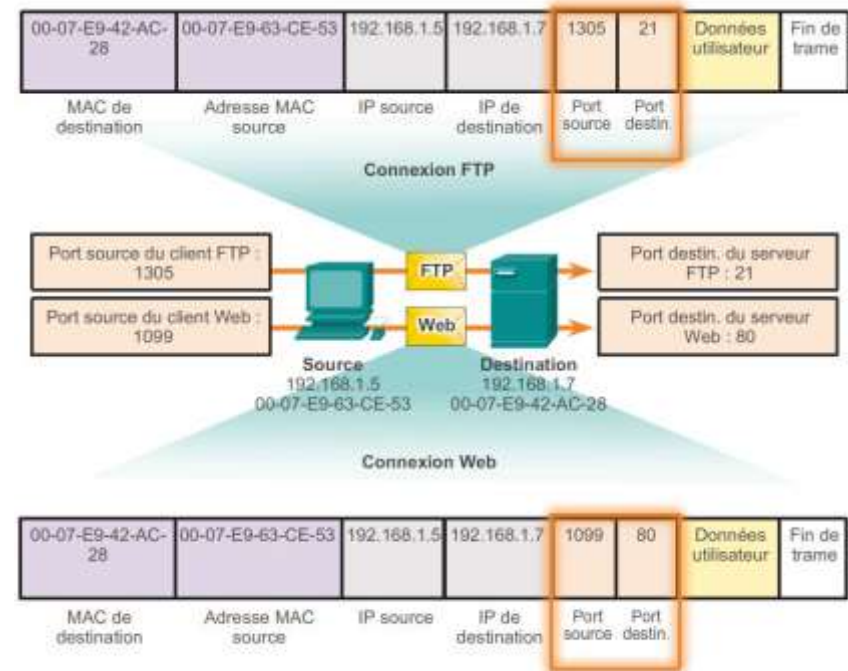 00-07-E9-42-AC-
28
00-07-E9-63-CE-53
192.168.1.5
192.168.1.7
1305
21
Données
utilisateur
Fin de
trame
MAC de
destination
Adresse MAC
source
IP source
IP de
destination
Port
source
Port
destin.
Connexion FTP
Port source du client FTP :
1305
FTP
Port destin. du serveur
FTP : 21
Port source du client Web :
1099
Web
Port destin. du serveur
Web : 80
Source
192.168.1.5
00-07-E9-63-CE-53
Destination
192.168.1.7
00-07-E9-42-AC-28
Connexion Web
00-07-E9-42-AC-
28
00-07-E9-63-CE-53
192.168.1.5
192.168.1.7
1099
80
Données
utilisateur
Fin de
trame
MAC de
destination
Adresse MAC
source
IP source
IP de
destination
Port
source
Port
destin.